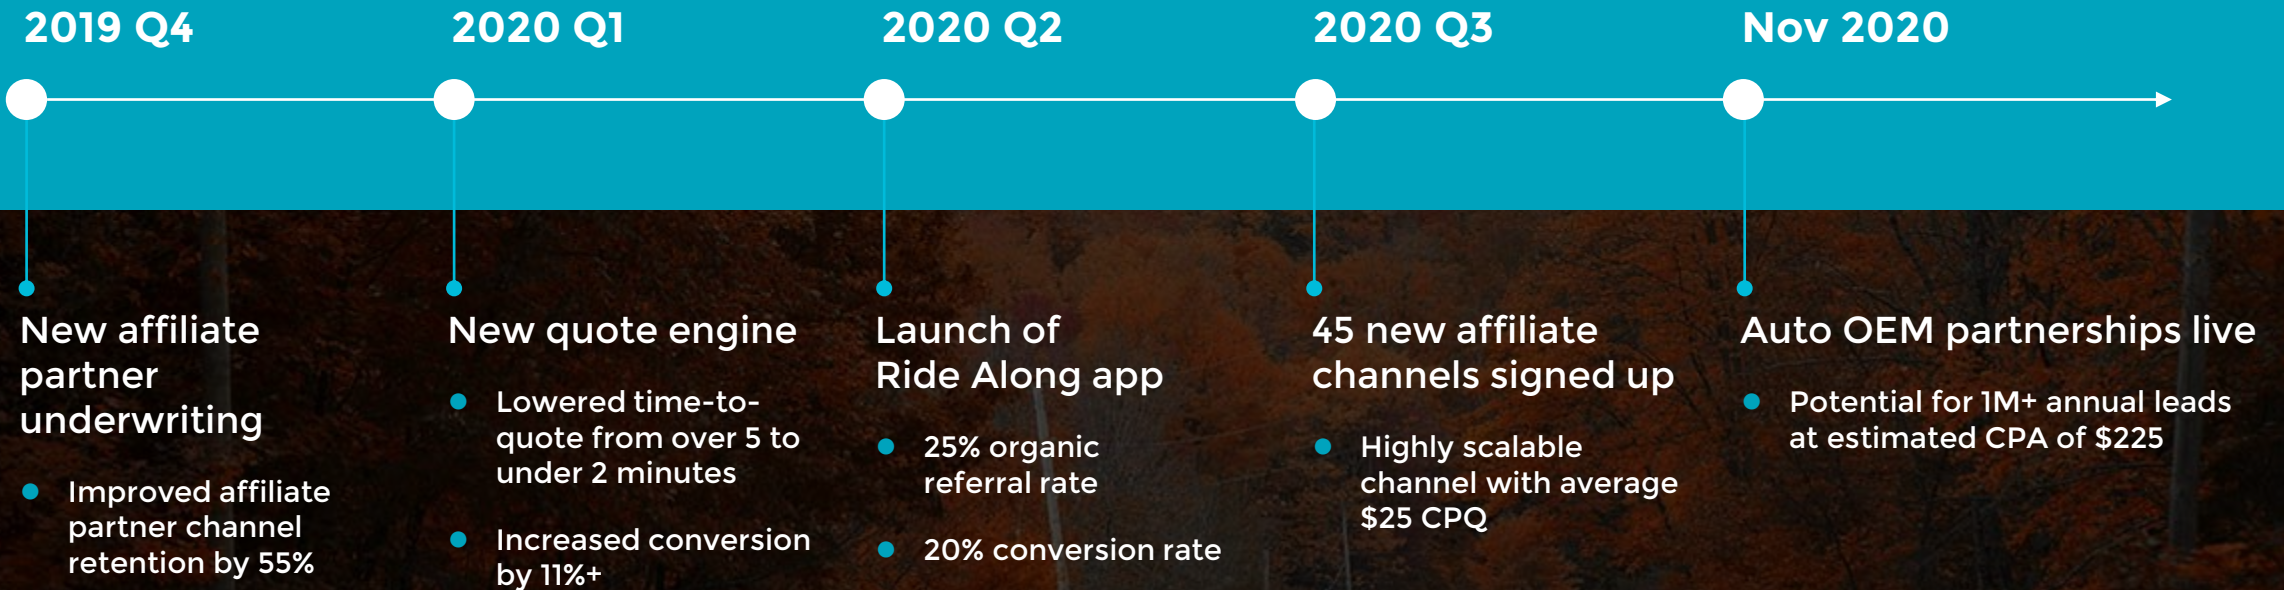 2019 Q4
2020 Q1
2020 Q2
2020 Q3
Nov 2020
New affiliate
partner
underwriting
Improved affiliate
partner channel
retention by 55%
New quote engine
Lowered time-to-
quote from over 5 to
under 2 minutes
Increased conversion
by 11%+
Launch of
Ride Along app
25% organic
referral rate
20% conversion rate
45 new affiliate
channels signed up
Highly scalable
channel with average
$25 CPQ
Auto OEM partnerships live
Potential for 1M+ annual leads
at estimated CPA of $225